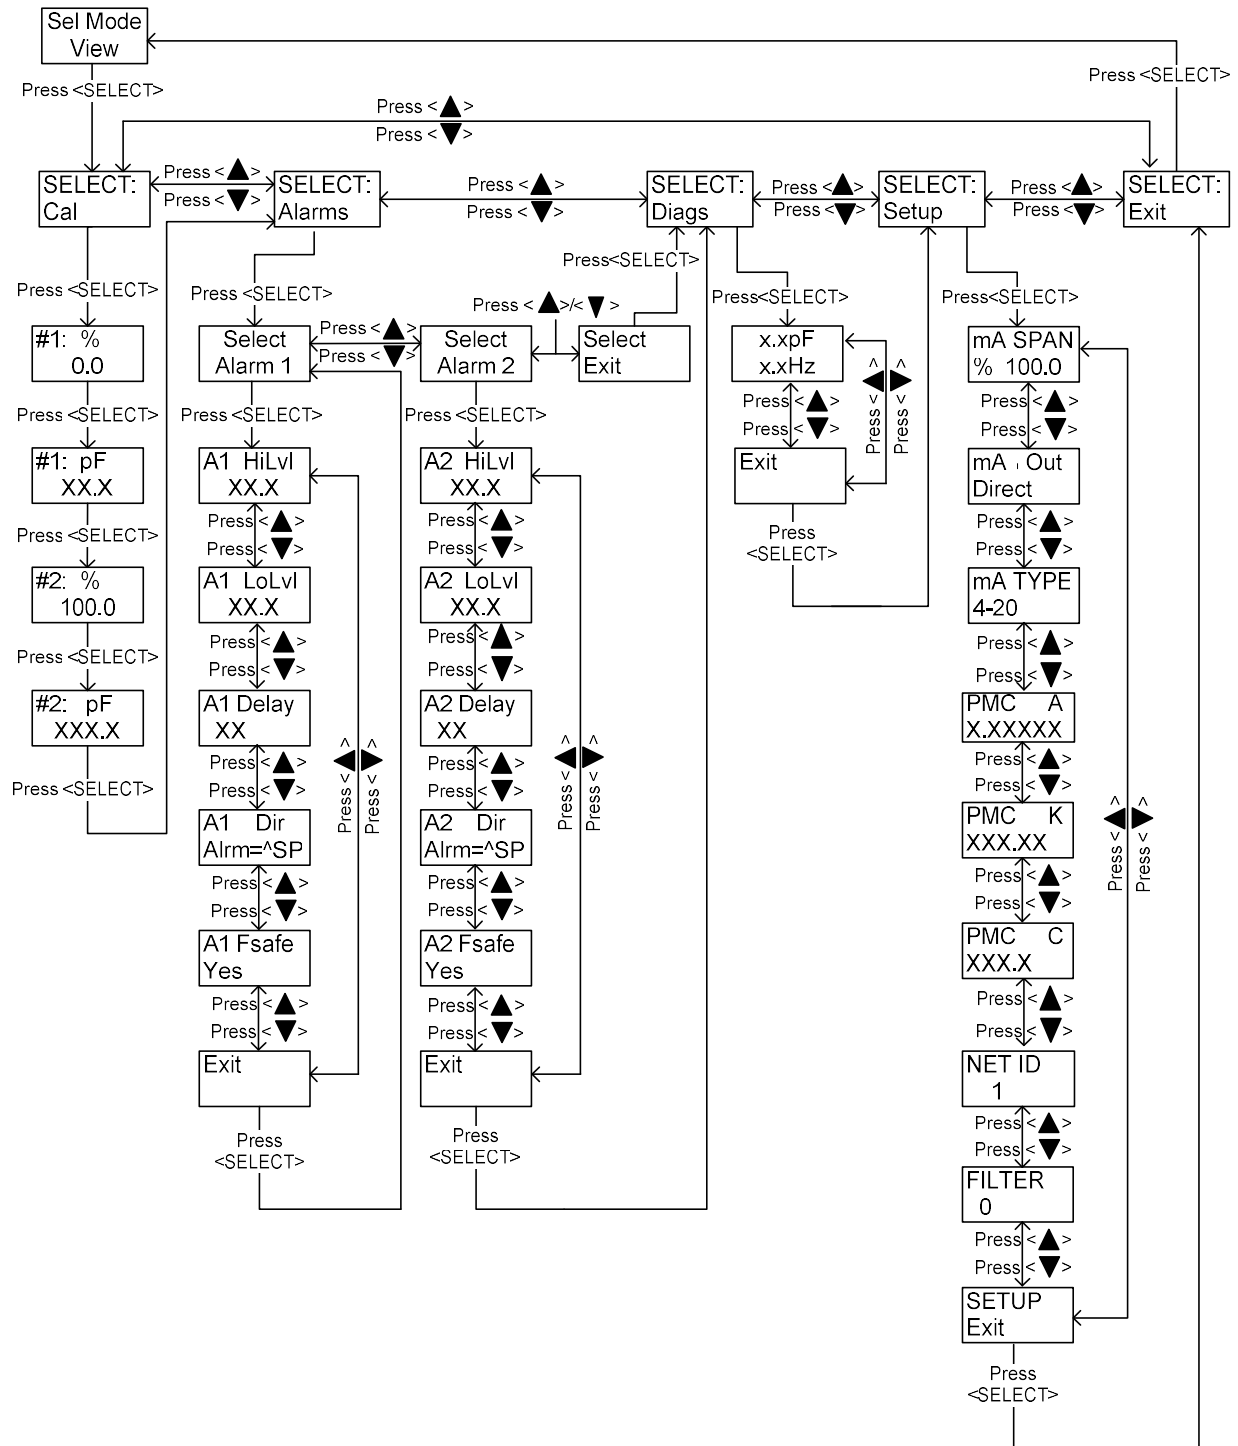 Sel Mode
View
Press <SELECT>
Press <SELECT>
Press <▲>
Press <▼>
SELECT:
Cal
Press <▲>
Press <▼>
SELECT:
Alarms
Press <▲>
Press <▼>
SELECT:
Diags
Press <▲>
Press <▼>
SELECT:
Setup
Press <▲>
Press <▼>
SELECT:
Exit
Press <SELECT>
#1: %
0.0
Press <SELECT>
#1: pF
XX.X
Press <SELECT>
#2: %
100.0
Press <SELECT>
#2: pF
XXX.X
Press <SELECT>
Press <SELECT>
Select
Alarm 1
Press <▲>
Press <▼>
Select
Alarm 2
Press <▲>/<▼>
Select
Exit
Press<SELECT>
Press <SELECT>
A1 HiLvl
XX.X
Press <▲>
Press <▼>
A1 LoLvl
XX.X
Press <▲>
Press <▼>
A1 Delay
XX
Press <▲>
Press <▼>
A1 Dir
Alrm=^SP
Press <▲>
Press <▼>
A1 Fsafe
Yes
Press <▲>
Press <▼>
Exit
Press
<SELECT>
Press <◀>
Press <▶>
Press <SELECT>
A2 HiLvl
XX.X
Press <▲>
Press <▼>
A2 LoLvl
XX.X
Press <▲>
Press <▼>
A2 Delay
XX
Press <▲>
Press <▼>
A2 Dir
Alrm=^SP
Press <▲>
Press <▼>
A2 Fsafe
Yes
Press <▲>
Press <▼>
Exit
Press
<SELECT>
Press <◀>
Press <▶>
Press<SELECT>
x.xpF
x.xHz
Press <▲>
Press <▼>
Exit
Press
<SELECT>
Press <◀>
Press <▶>
Press<SELECT>
mA SPAN
% 100.0
Press <▲>
Press <▼>
mA Out
Direct
Press <▲>
Press <▼>
mA TYPE
4-20
Press <▲>
Press <▼>
PMC A
X.XXXXX
Press <▲>
Press <▼>
PMC K
XXX.XX
Press <▲>
Press <▼>
PMC C
XXX.X
Press <▲>
Press <▼>
NET ID
1
Press <▲>
Press <▼>
FILTER
0
Press <▲>
Press <▼>
SETUP
Exit
Press
<SELECT>
Press <◀>
Press <▶>